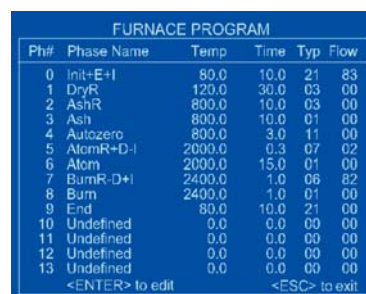 FURNACE PROGRAM
Ph# Phase Name Temp Time Typ Flow
0 Init+E+I 80.0 10.0 21 83
1 DryR 120.0 30.0 03 00
2 AshR 800.0 10.0 03 00
3 Ash 800.0 10.0 01 00
4 Autozero 800.0 3.0 11 00
5 AtomR+D-I 2000.0 0.3 07 02
6 Atom 2000.0 15.0 01 00
7 BurnR-D+I 2400.0 1.0 06 82
8 Burn 2400.0 1.0 01 00
9 End 80.0 10.0 21 00
10 Undefined 0.0 0.0 00 00
11 Undefined 0.0 0.0 00 00
12 Undefined 0.0 0.0 00 00
13 Undefined 0.0 0.0 00 00
<ENTER> to edit <ESC> to exit